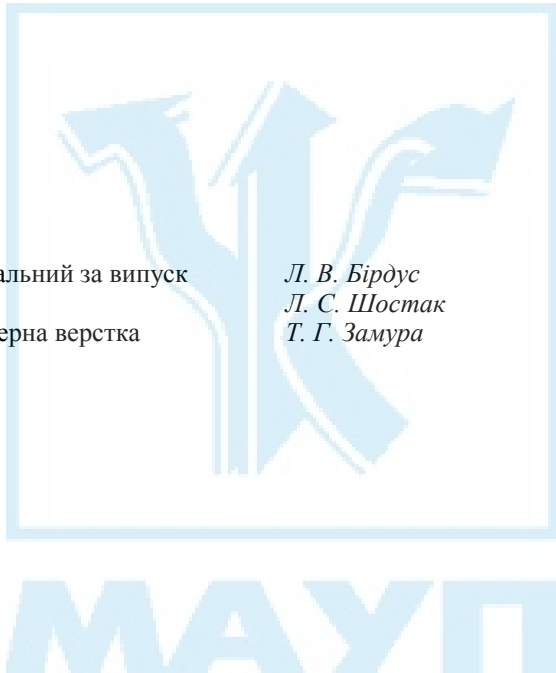 альний за випуск Л. В. Бірдус
Л. С. Шостак
ерна верстка Т. Г. Замура
МАУП